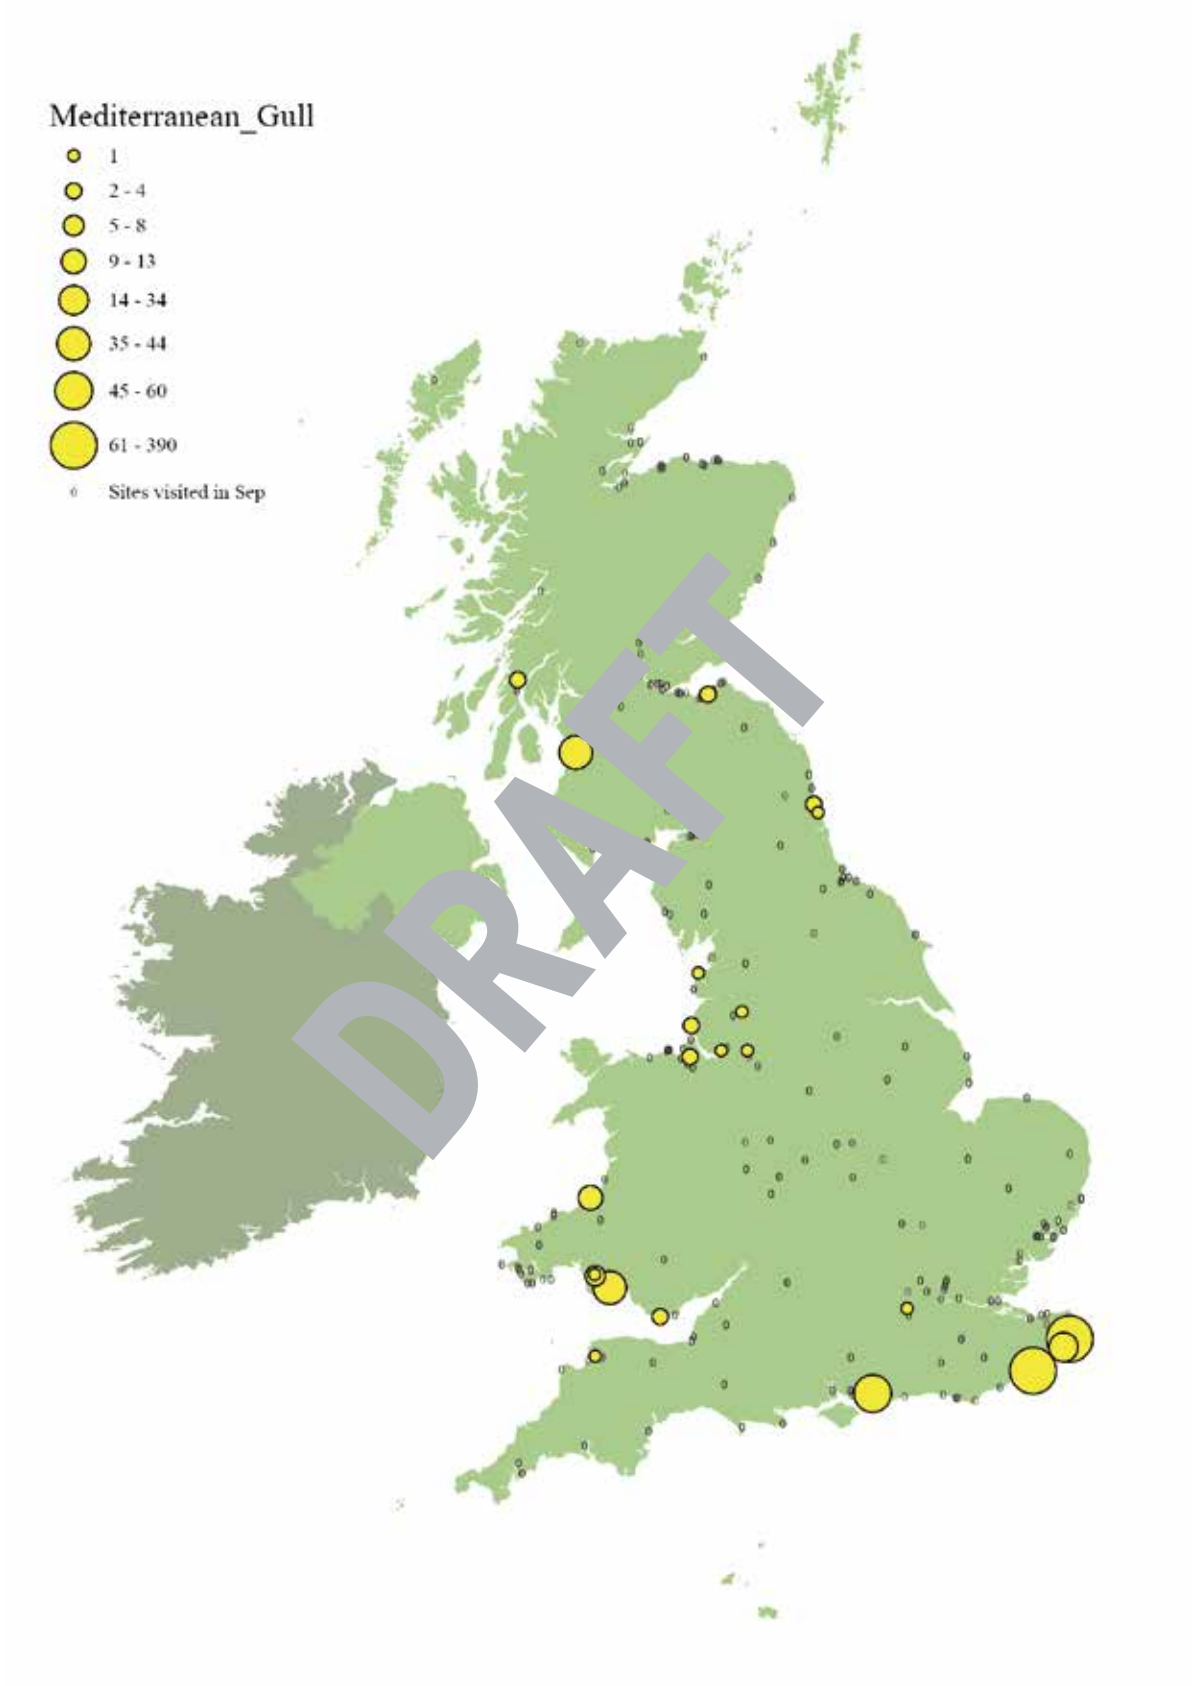 Mediterranean_Gull
1
2 - 4
5 - 8
9 - 13
14 - 34
35 - 44
45 - 60
61 - 390
Sites visited in Sep
DRAFT